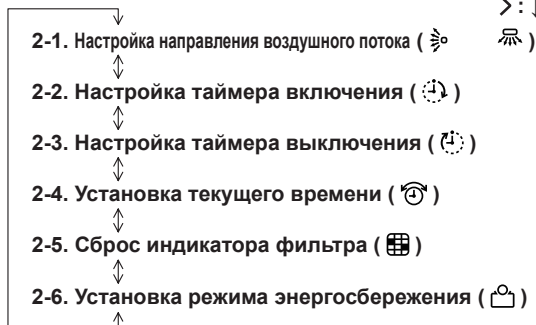 2-1. Настройка направления воздушного потока ( )
2-2. Настройка таймера включения ( )
2-3. Настройка таймера выключения ( )
2-4. Установка текущего времени ( )
2-5. Сброс индикатора фильтра ( )
2-6. Установка режима энергосбережения ( )